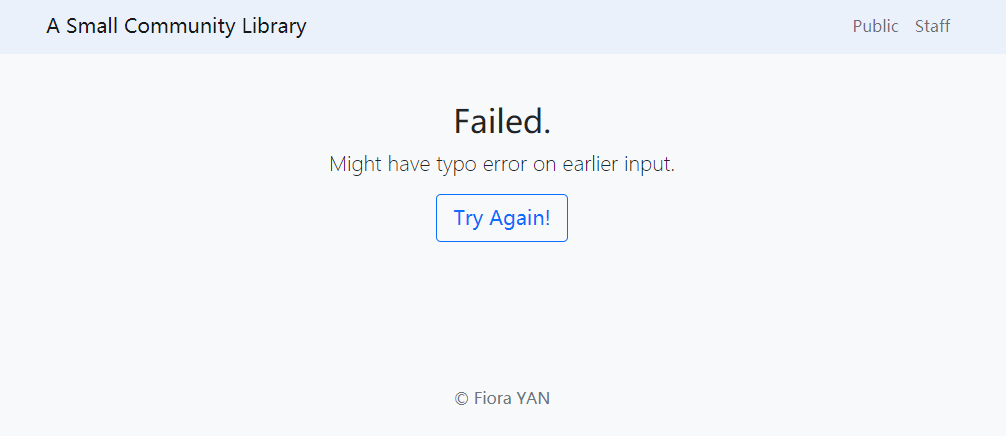 A Small Community Library
Public Staff
Failed.
Might have typo error on earlier input.
Try Again!
© Fiora YAN